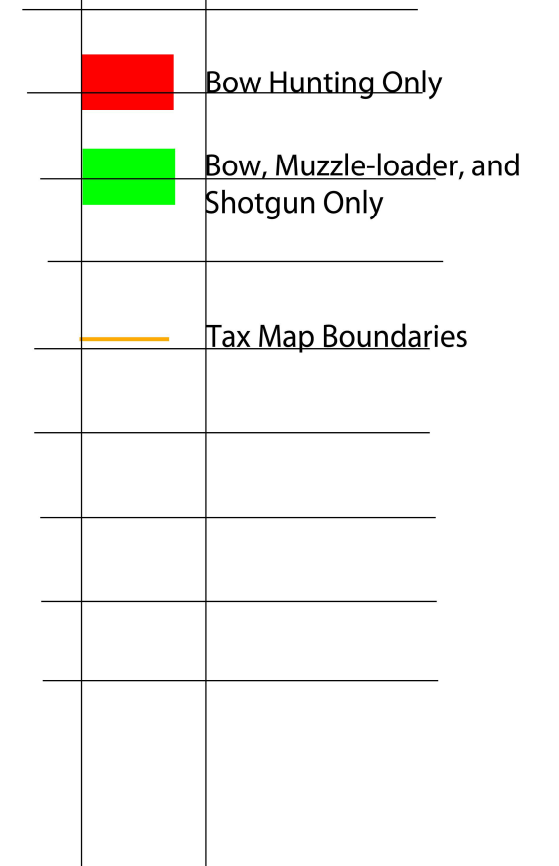 Bow Hunting Only
Bow, Muzzle-loader, and
Shotgun Only
Tax Map Boundaries